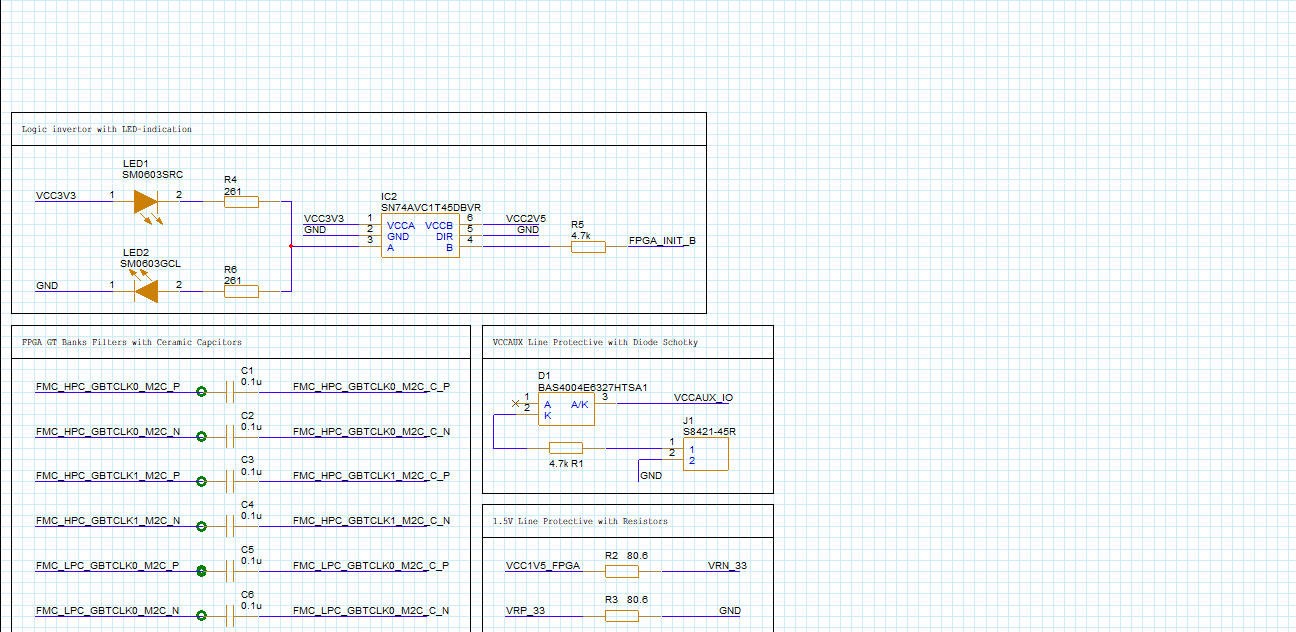 Logic invertor with LED-indication
LED1
SM0603SRC
VCC3V3 1 2
R4
261
LED2
SM0603GCL
GND 1 2
R6
261
IC2
SN74AVC1T45DBVR
VCC3V3 1 VCCA VCCB 6 VCC2V5
GND 2 GND DIR 5 GND
3 A B 4
R5
4.7k
FPGA_INIT_B
FPGA GT Banks Filters with Ceramic Capcitors
C1
0.1u
FMC_HPC_GBTCLK0_M2C_P FMC_HPC_GBTCLK0_M2C_C_P
C2
0.1u
FMC_HPC_GBTCLK0_M2C_N FMC_HPC_GBTCLK0_M2C_C_N
C3
0.1u
FMC_HPC_GBTCLK1_M2C_P FMC_HPC_GBTCLK1_M2C_C_P
C4
0.1u
FMC_HPC_GBTCLK1_M2C_N FMC_HPC_GBTCLK1_M2C_C_N
C5
0.1u
FMC_LPC_GBTCLK0_M2C_P FMC_LPC_GBTCLK0_M2C_C_P
C6
0.1u
FMC_LPC_GBTCLK0_M2C_N FMC_LPC_GBTCLK0_M2C_C_N
VCCAUX Line Protective with Diode Schotky
D1
BAS4004E6327HTSA1
1 A A/K 3 VCCAUX_IO
2 K
J1
S8421-45R
1 1
2 2
4.7k R1
GND
1.5V Line Protective with Resistors
R2 80.6
VCC1V5_FPGA VRN_33
R3 80.6
VRP_33 GND